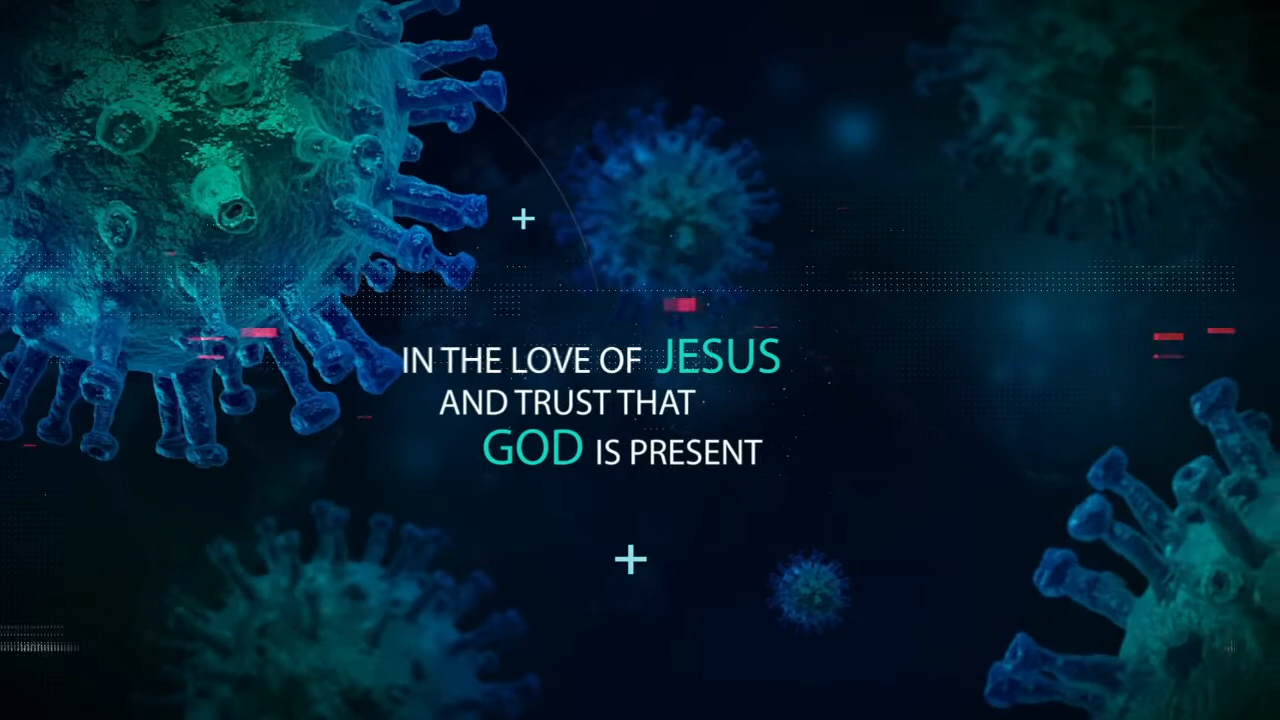 IN THE LOVE OF JESUS
AND TRUST THAT
GOD IS PRESENT